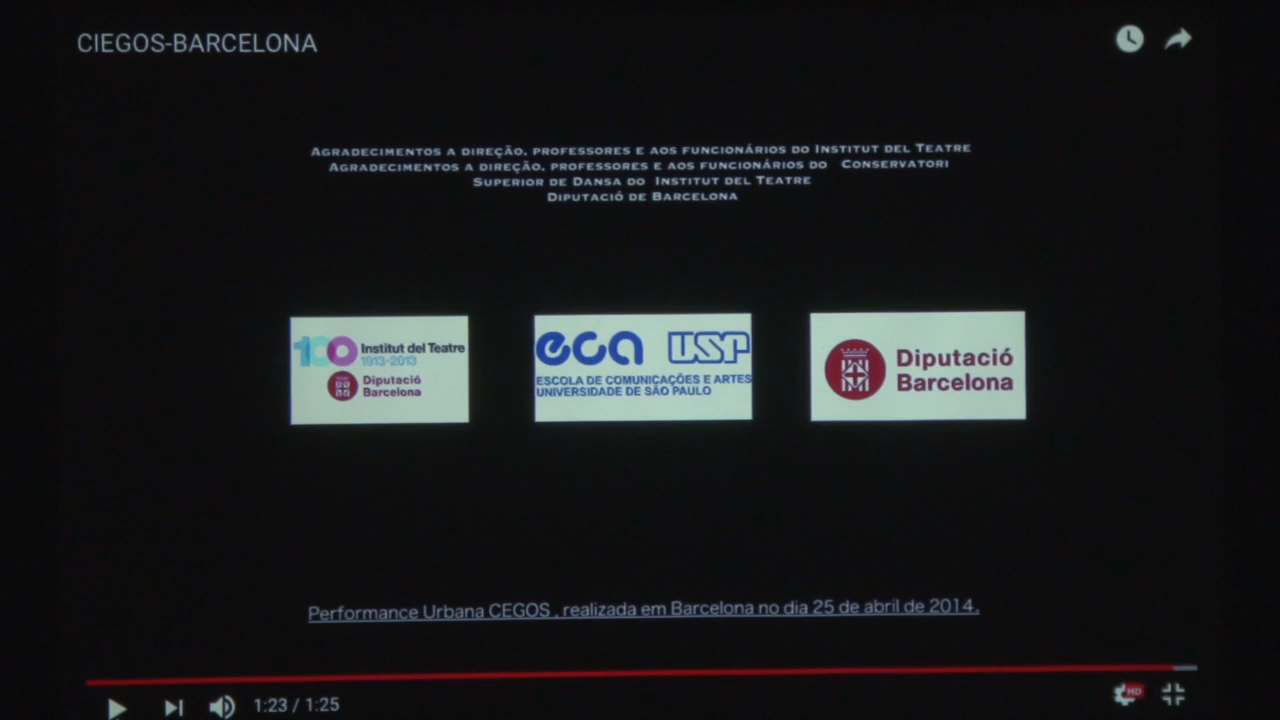 CIEGOS-BARCELONA
AGRADECIMENTOS A DIREÇÃO, PROFESSORES E AOS FUNCIONÁRIOS DO INSTITUT DEL TEATRE
AGRADECIMENTOS A DIREÇÃO, PROFESSORES E AOS FUNCIONÁRIOS DO CONSERVATORI
SUPERIOR DE DANSA DO INSTITUT DEL TEATRE
DIPUTACIÓ DE BARCELONA
100 Institut del Teatre
1913-2013
Diputació
Barcelona
eca USP
ESCOLA DE COMUNICAÇÕES E ARTES
UNIVERSIDADE DE SÃO PAULO
Diputació
Barcelona
Performance Urbana CEGOS , realizada em Barcelona no dia 25 de abril de 2014.
1:23 / 1:25
HD